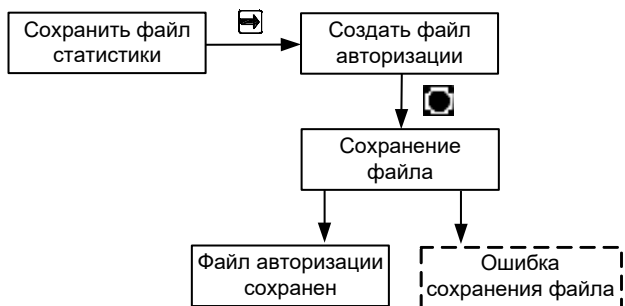 Сохранить файл
статистики
Создать файл
авторизации
Сохранение
файла
Файл авторизации
сохранен
Ошибка
сохранения файла